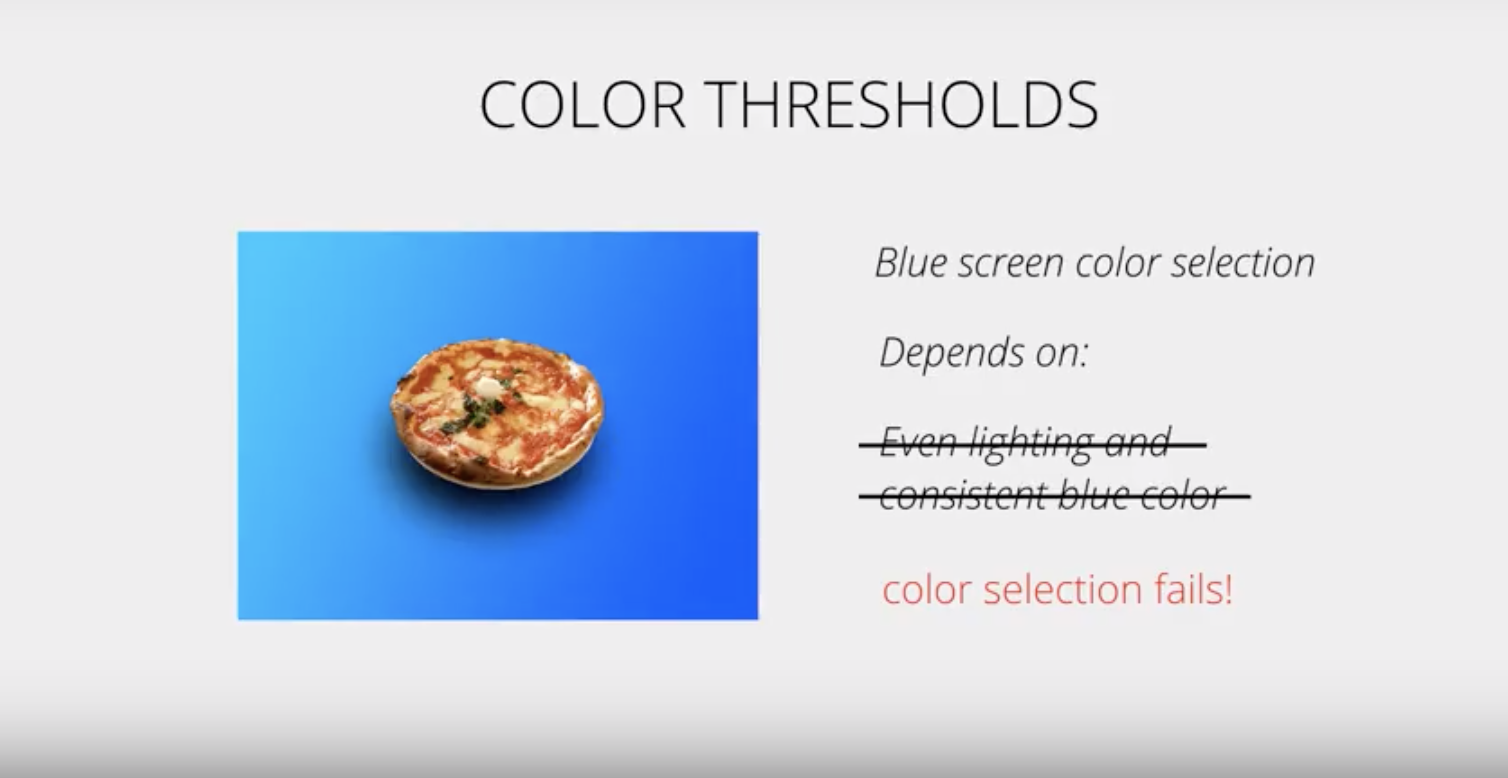 COLOR THRESHOLDS
Blue screen color selection
Depends on:
Even lighting and
consistent blue color
color selection fails!